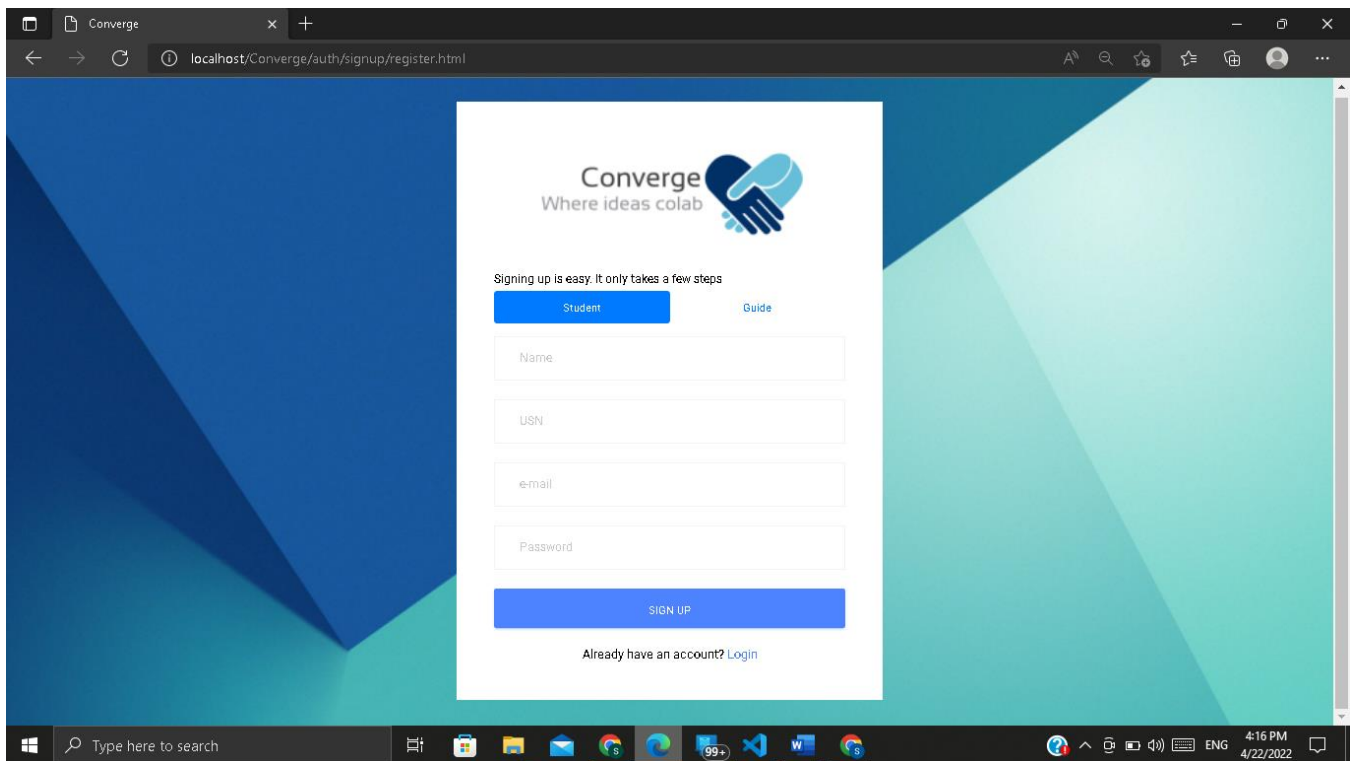 Converge
localhost/Converge/auth/signup/register.html
Converge
Where ideas colab
Signing up is easy. It only takes a few steps
Student Guide
Name
USN
e-mail
Password
SIGN UP
Already have an account? Login
Type here to search
99+
ENG
4:16 PM
4/22/2022